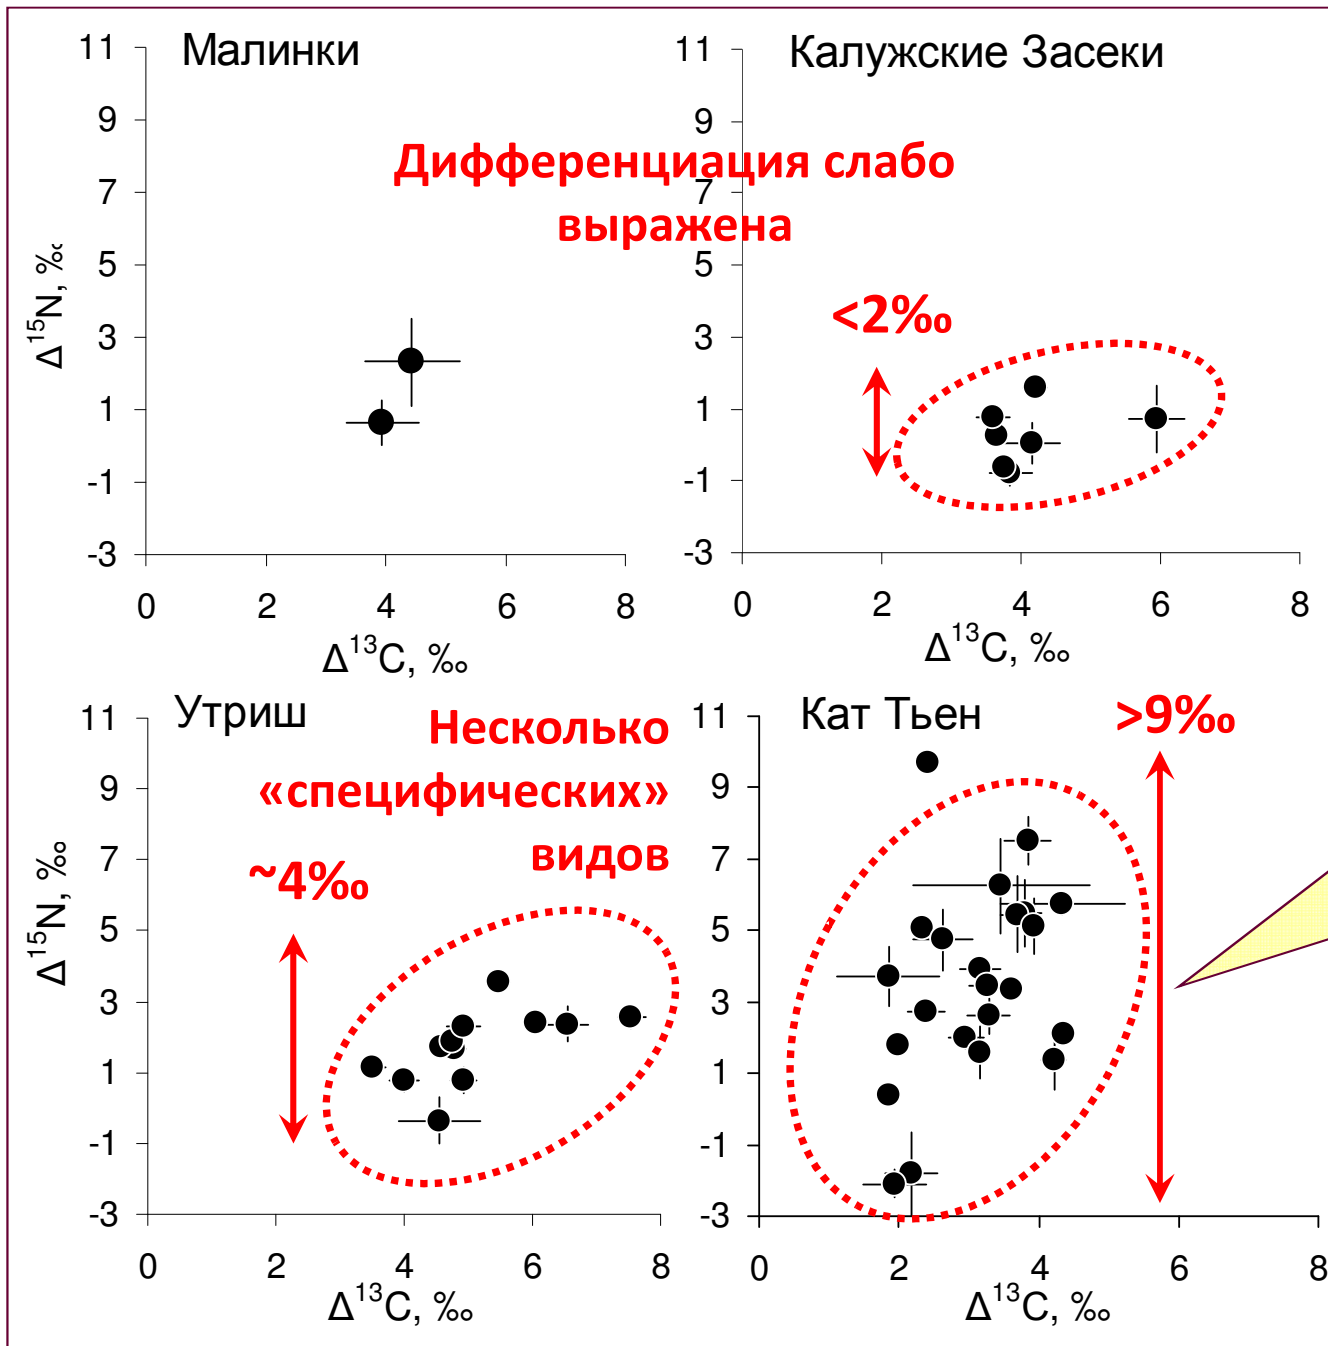 Малинки
11
9
7
5
3
1
-1
-3
0 2 4 6 8
Δ¹⁵N, ‰
Δ¹³C, ‰
Калужские Засеки
11
9
7
5
3
1
-1
-3
0 2 4 6 8
Δ¹³C, ‰
Дифференциация слабо
выражена
<2‰
Утриш
11
9
7
5
3
1
-1
-3
0 2 4 6 8
Δ¹⁵N, ‰
Δ¹³C, ‰
Несколько
«специфических»
видов
~4‰
Кат Тьен
11
9
7
5
3
1
-1
-3
0 2 4 6 8
Δ¹³C, ‰
>9‰